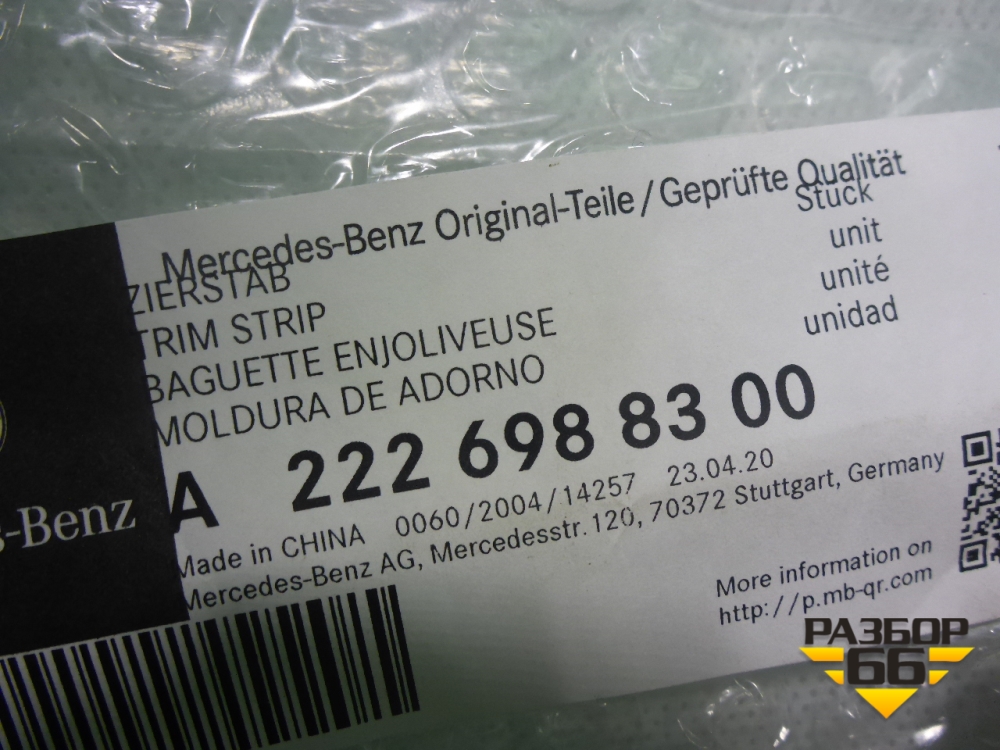 Mercedes-Benz Original-Teile / Geprüfte Qualität
ZIERSTAB Stück
TRIM STRIP unit
BAGUETTE ENJOLIVEUSE unité
MOLDURA DE ADORNO unidad
A 222 698 83 00
s-Benz
Made in CHINA 0060/2004/14257 23.04.20
Mercedes-Benz AG, Mercedesstr. 120, 70372 Stuttgart, Germany
More information on
http://p.mb-qr.com
РАЗБОР
66